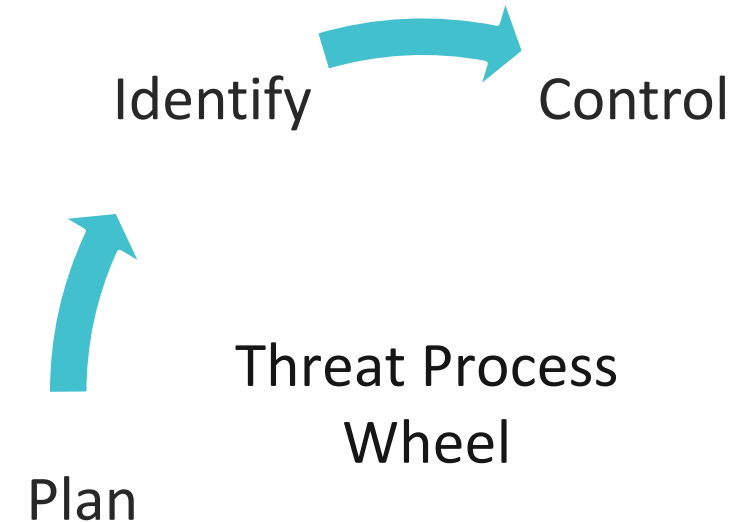 Identify
Control
Threat Process
Wheel
Plan